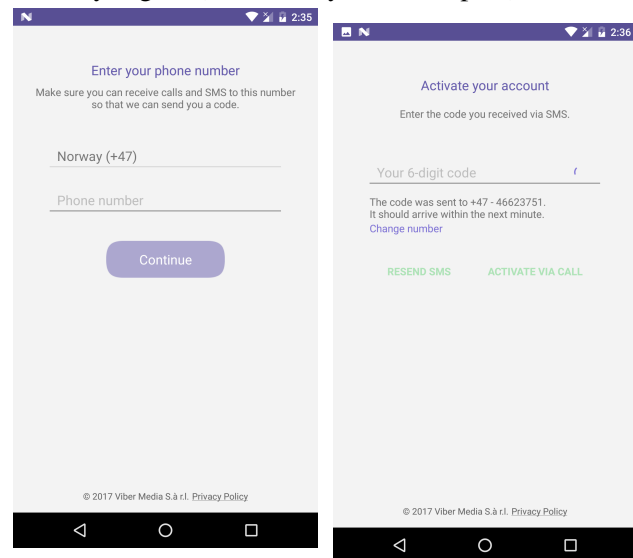 2:35
Enter your phone number
Make sure you can receive calls and SMS to this number
so that we can send you a code.
Norway (+47)
Phone number
Continue
© 2017 Viber Media S.à r.l. Privacy Policy
2:36
Activate your account
Enter the code you received via SMS.
Your 6-digit code
The code was sent to +47 - 46623751.
It should arrive within the next minute.
Change number
RESEND SMS ACTIVATE VIA CALL
© 2017 Viber Media S.à r.l. Privacy Policy